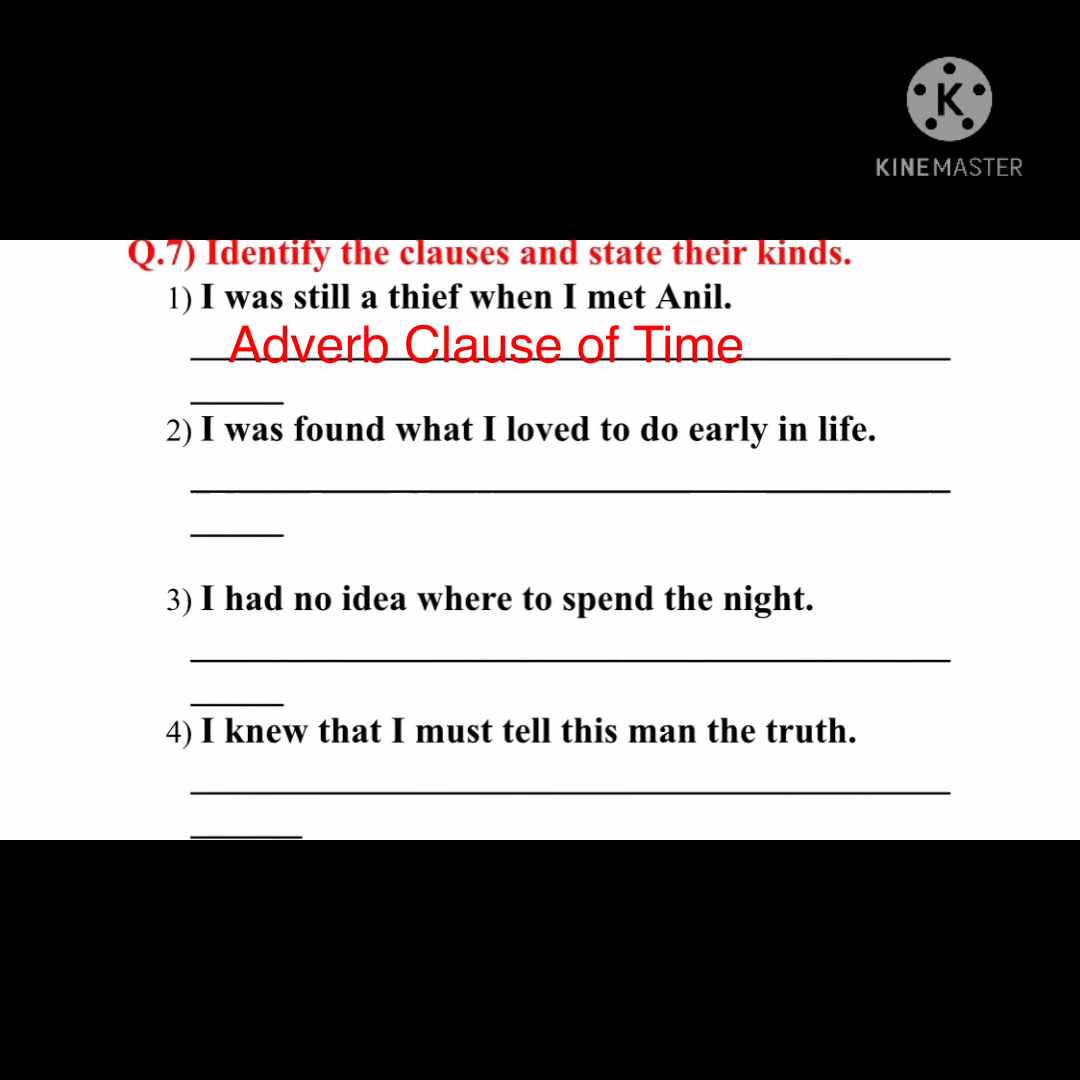 K
KINEMASTER
Q.7) Identify the clauses and state their kinds.
1) I was still a thief when I met Anil.
Adverb Clause of Time
2) I was found what I loved to do early in life.
3) I had no idea where to spend the night.
4) I knew that I must tell this man the truth.